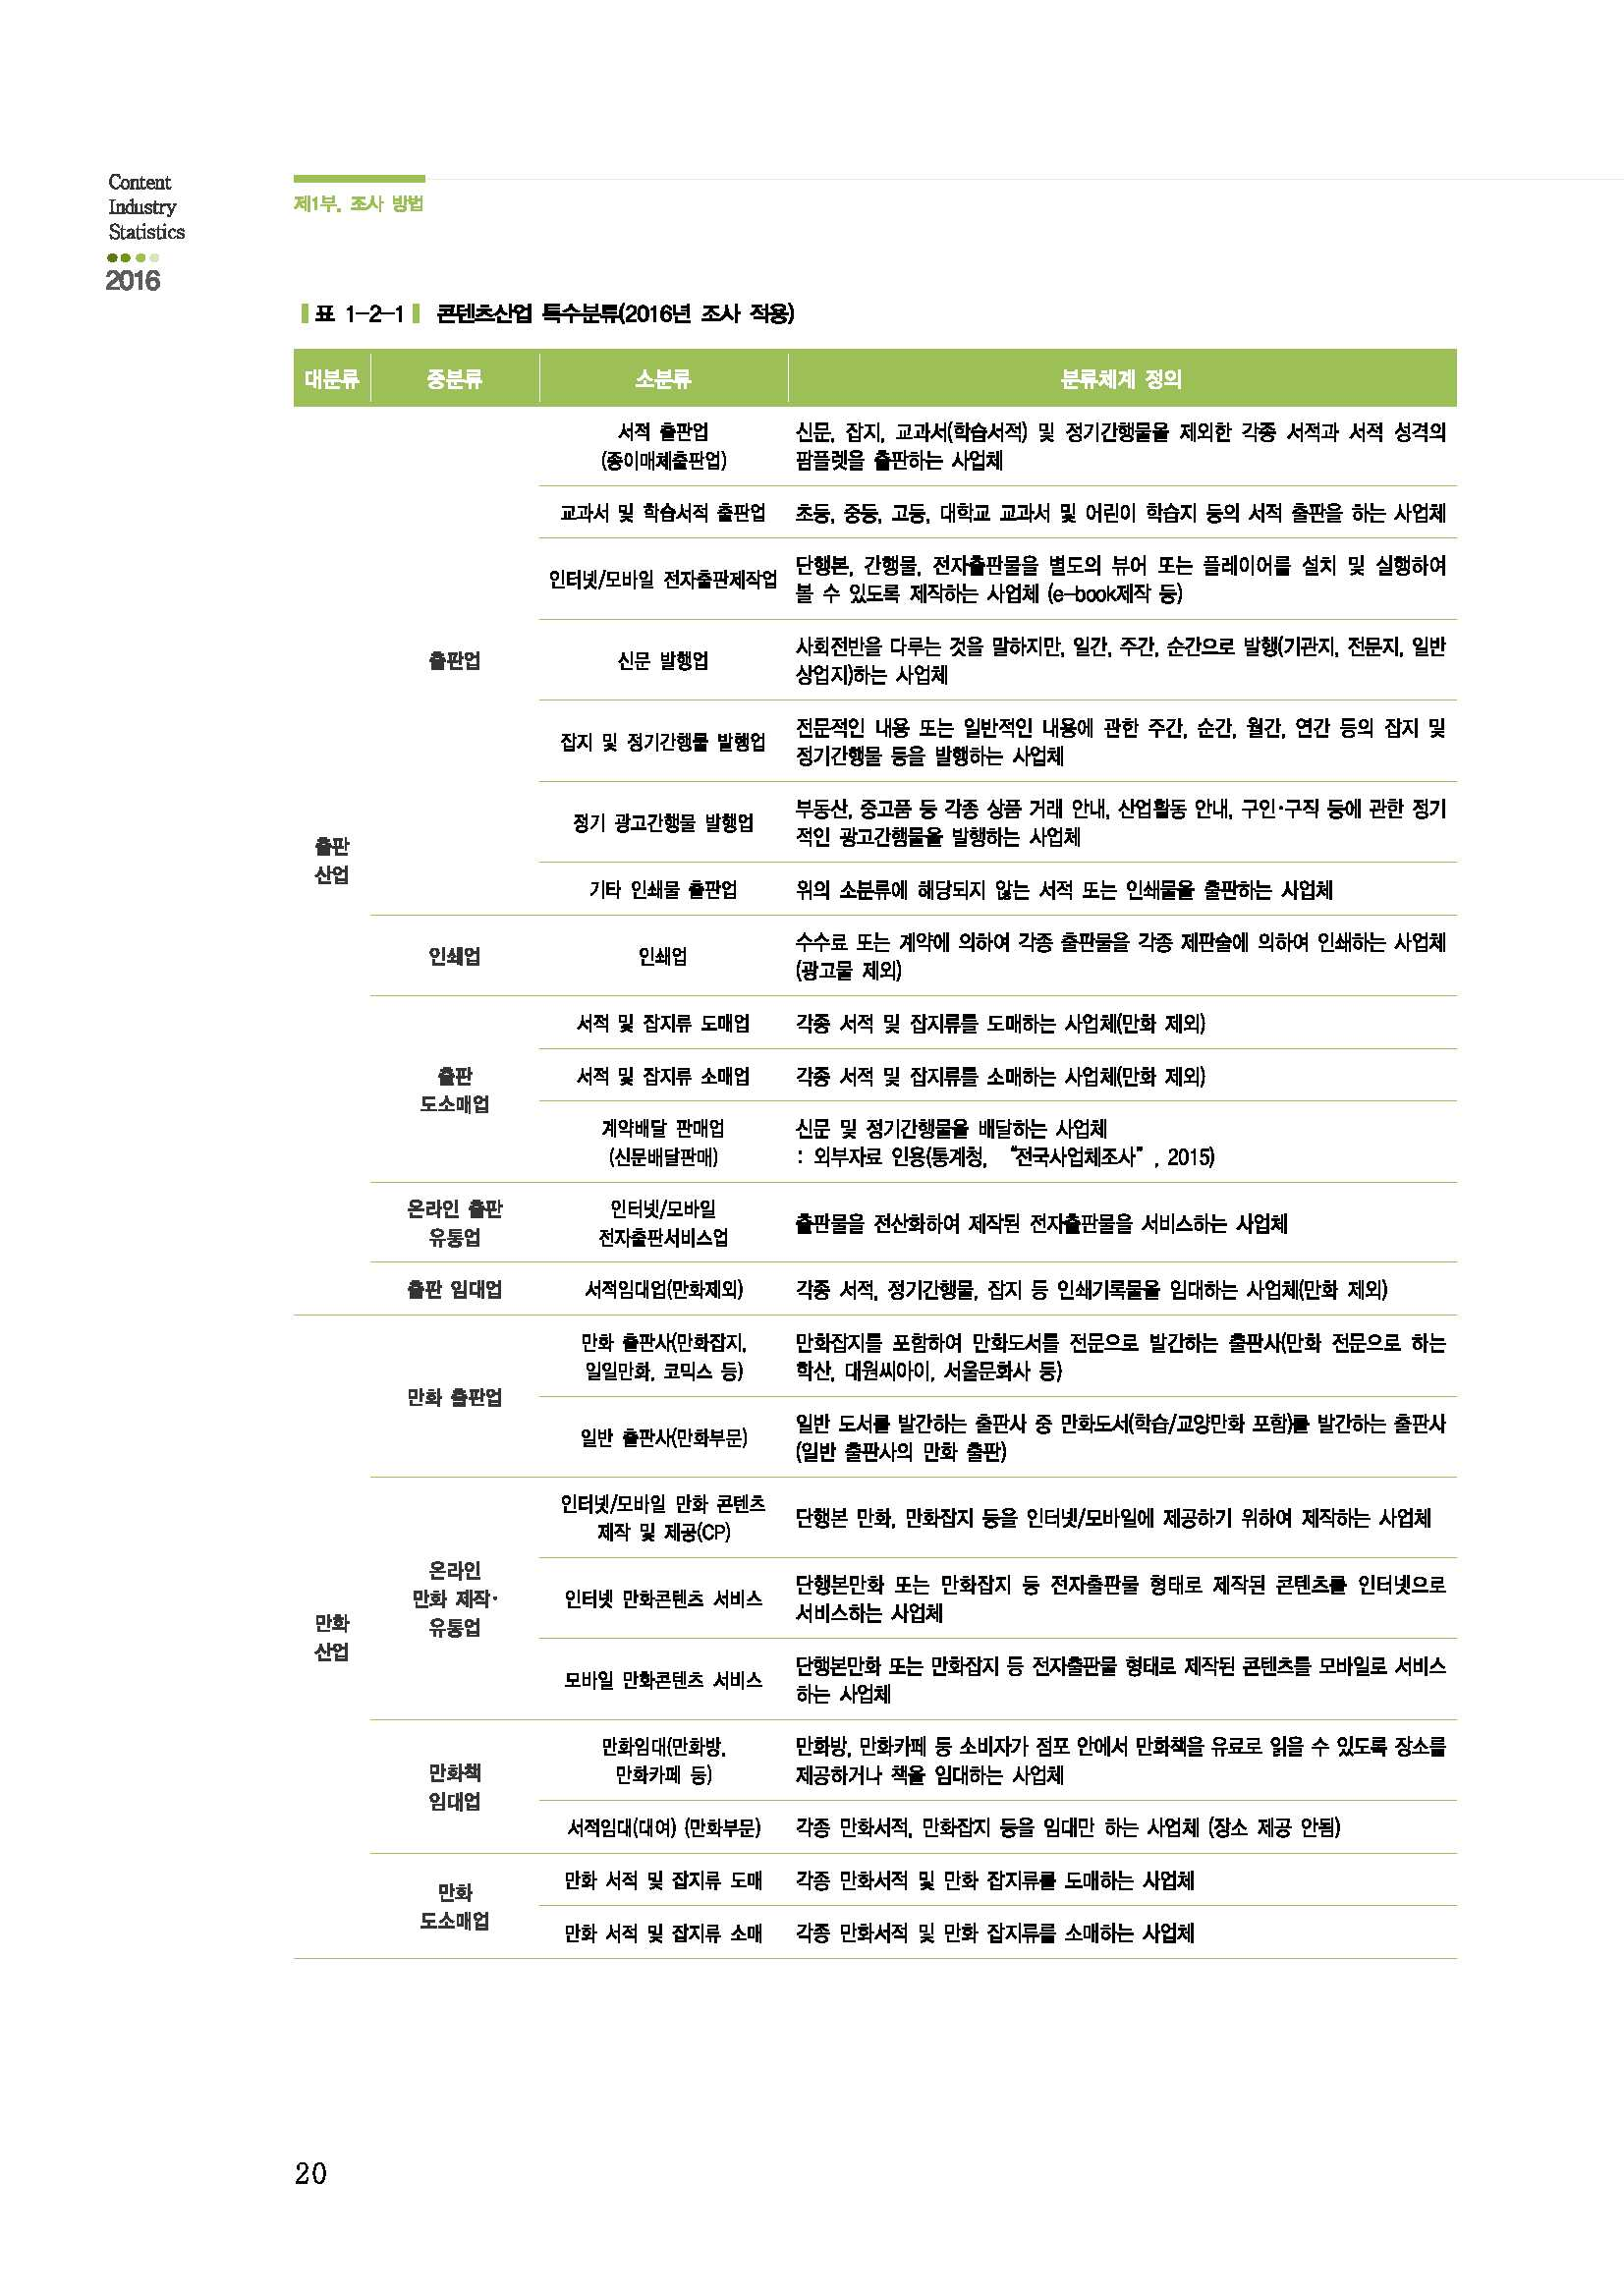 Content
Industry
Statistics
2016
제1부. 조사 방법
표 1-2-1 콘텐츠산업 특수분류(2016년 조사 적용)
대분류 중분류 소분류 분류체계 정의
출판
산업
출판업
서적 출판업
(종이매체출판업)
신문, 잡지, 교과서(학습서적) 및 정기간행물을 제외한 각종 서적과 서적 성격의
팜플렛을 출판하는 사업체
교과서 및 학습서적 출판업
초등, 중등, 고등, 대학교 교과서 및 어린이 학습지 등의 서적 출판을 하는 사업체
인터넷/모바일 전자출판제작업
단행본, 간행물, 전자출판물을 별도의 뷰어 또는 플레이어를 설치 및 실행하여
볼 수 있도록 제작하는 사업체 (e-book제작 등)
신문 발행업
사회전반을 다루는 것을 말하지만, 일간, 주간, 순간으로 발행(기관지, 전문지, 일반
상업지)하는 사업체
잡지 및 정기간행물 발행업
전문적인 내용 또는 일반적인 내용에 관한 주간, 순간, 월간, 연간 등의 잡지 및
정기간행물 등을 발행하는 사업체
정기 광고간행물 발행업
부동산, 중고품 등 각종 상품 거래 안내, 산업활동 안내, 구인·구직 등에 관한 정기
적인 광고간행물을 발행하는 사업체
기타 인쇄물 출판업
위의 소분류에 해당되지 않는 서적 또는 인쇄물을 출판하는 사업체
인쇄업
인쇄업
수수료 또는 계약에 의하여 각종 출판물을 각종 제판술에 의하여 인쇄하는 사업체
(광고물 제외)
출판
도소매업
서적 및 잡지류 도매업
각종 서적 및 잡지류를 도매하는 사업체(만화 제외)
서적 및 잡지류 소매업
각종 서적 및 잡지류를 소매하는 사업체(만화 제외)
계약배달 판매업
(신문배달판매)
신문 및 정기간행물을 배달하는 사업체
: 외부자료 인용(통계청, “전국사업체조사”, 2015)
온라인 출판
유통업
인터넷/모바일
전자출판서비스업
출판물을 전산화하여 제작된 전자출판물을 서비스하는 사업체
출판 임대업
서적임대업(만화제외)
각종 서적, 정기간행물, 잡지 등 인쇄기록물을 임대하는 사업체(만화 제외)
만화
산업
만화 출판업
만화 출판사(만화잡지,
일일만화, 코믹스 등)
만화잡지를 포함하여 만화도서를 전문으로 발간하는 출판사(만화 전문으로 하는
학산, 대원씨아이, 서울문화사 등)
일반 출판사(만화부문)
일반 도서를 발간하는 출판사 중 만화도서(학습/교양만화 포함)를 발간하는 출판사
(일반 출판사의 만화 출판)
온라인
만화 제작·
유통업
인터넷/모바일 만화 콘텐츠
제작 및 제공(CP)
단행본 만화, 만화잡지 등을 인터넷/모바일에 제공하기 위하여 제작하는 사업체
인터넷 만화콘텐츠 서비스
단행본만화 또는 만화잡지 등 전자출판물 형태로 제작된 콘텐츠를 인터넷으로
서비스하는 사업체
모바일 만화콘텐츠 서비스
단행본만화 또는 만화잡지 등 전자출판물 형태로 제작된 콘텐츠를 모바일로 서비스
하는 사업체
만화책
임대업
만화임대(만화방,
만화카페 등)
만화방, 만화카페 등 소비자가 점포 안에서 만화책을 유료로 읽을 수 있도록 장소를
제공하거나 책을 임대하는 사업체
서적임대(대여) (만화부문)
각종 만화서적, 만화잡지 등을 임대만 하는 사업체 (장소 제공 안됨)
만화
도소매업
만화 서적 및 잡지류 도매
각종 만화서적 및 만화 잡지류를 도매하는 사업체
만화 서적 및 잡지류 소매
각종 만화서적 및 만화 잡지류를 소매하는 사업체
20